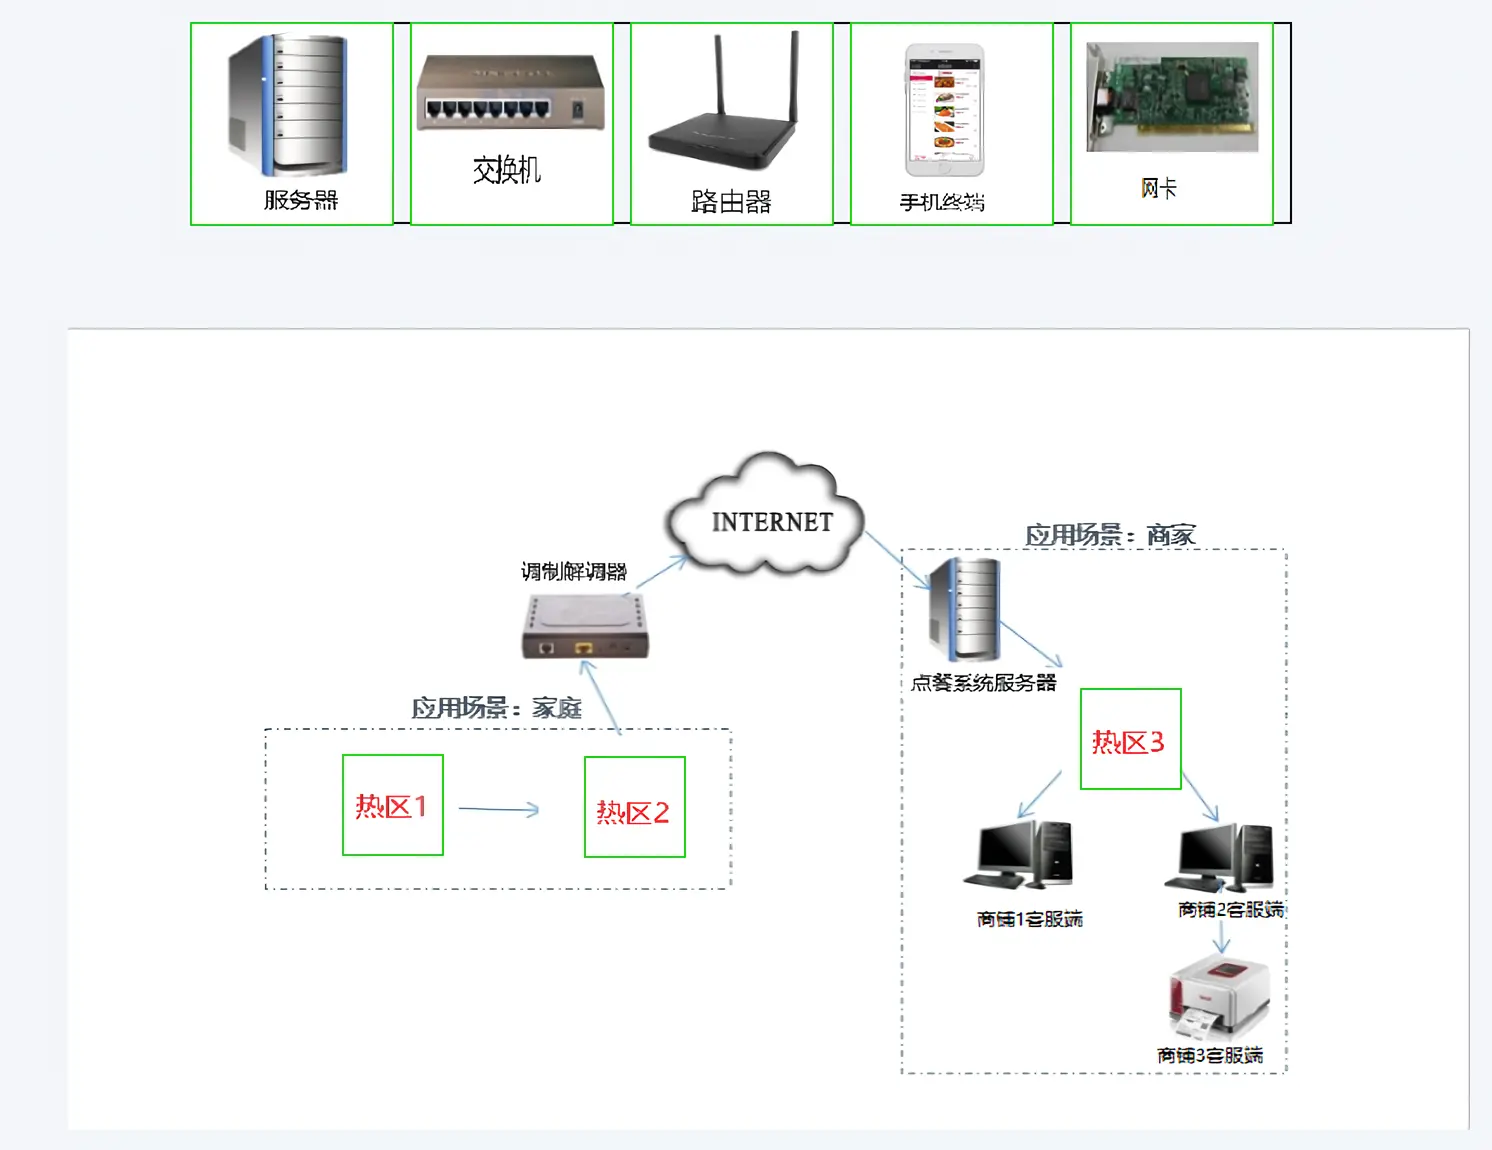 服务器
交换机
路由器
手机终端
网卡
INTERNET
应用场景：商家
调制解调器
点餐系统服务器
应用场景：家庭
热区1
热区2
热区3
商铺1客服端
商铺2客服端
商铺3客服端